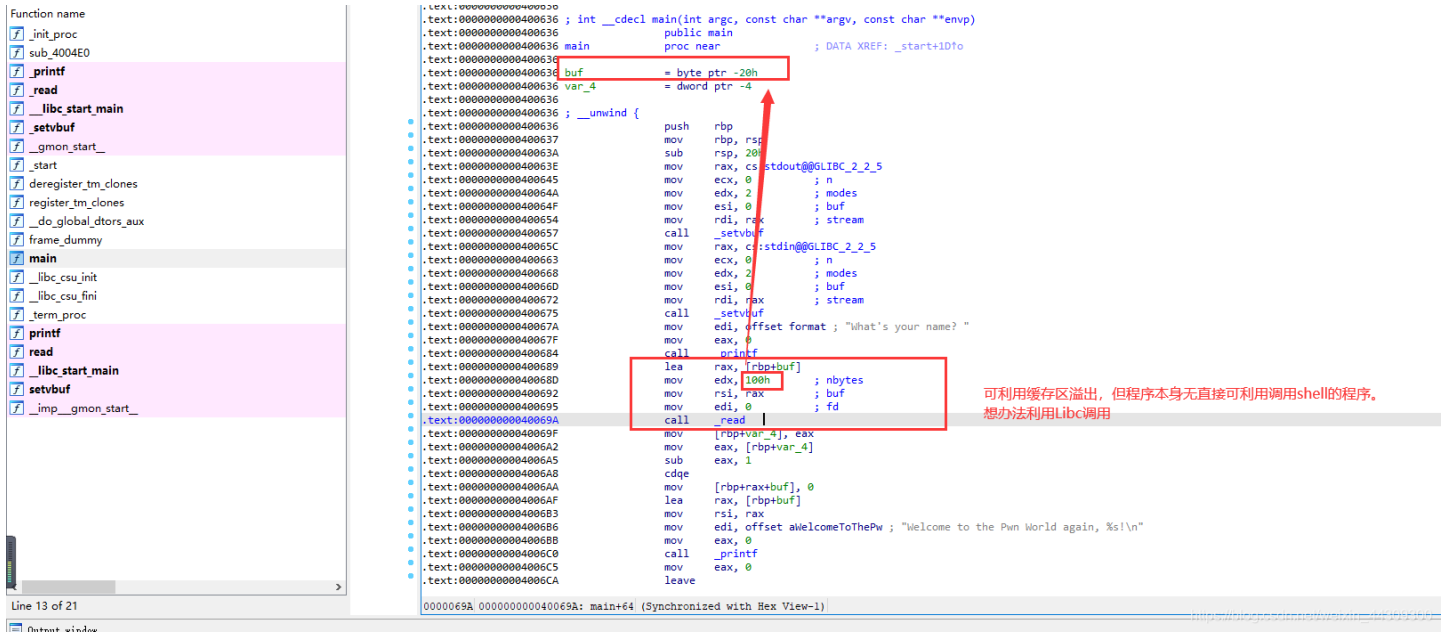 Function name
_init_proc
sub_4004E0
_printf
_read
__libc_start_main
_setvbuf
__gmon_start__
_start
deregister_tm_clones
register_tm_clones
__do_global_dtors_aux
frame_dummy
main
__libc_csu_init
__libc_csu_fini
_term_proc
printf
read
__libc_start_main
setvbuf
__imp__gmon_start__
Line 13 of 21
Output window
.text:0000000000400636
.text:0000000000400636 ; int __cdecl main(int argc, const char **argv, const char **envp)
.text:0000000000400636 public main
.text:0000000000400636 main proc near ; DATA XREF: _start+1D↑o
.text:0000000000400636
.text:0000000000400636 buf = byte ptr -20h
.text:0000000000400636 var_4 = dword ptr -4
.text:0000000000400636
.text:0000000000400636 ; __unwind {
.text:0000000000400636 push rbp
.text:0000000000400637 mov rbp, rsp
.text:000000000040063A sub rsp, 20h
.text:000000000040063E mov rax, cs:stdout@@GLIBC_2_2_5
.text:0000000000400645 mov ecx, 0 ; n
.text:000000000040064A mov edx, 2 ; modes
.text:000000000040064F mov esi, 0 ; buf
.text:0000000000400654 mov rdi, rax ; stream
.text:0000000000400657 call _setvbuf
.text:000000000040065C mov rax, cs:stdin@@GLIBC_2_2_5
.text:0000000000400663 mov ecx, 0 ; n
.text:0000000000400668 mov edx, 2 ; modes
.text:000000000040066D mov esi, 0 ; buf
.text:0000000000400672 mov rdi, rax ; stream
.text:0000000000400675 call _setvbuf
.text:000000000040067A mov edi, offset format ; "What's your name? "
.text:000000000040067F mov eax, 0
.text:0000000000400684 call _printf
.text:0000000000400689 lea rax, [rbp+buf]
.text:000000000040068D mov edx, 100h ; nbytes
.text:0000000000400692 mov rsi, rax ; buf
.text:0000000000400695 mov edi, 0 ; fd
.text:000000000040069A call _read
.text:000000000040069F mov [rbp+var_4], eax
.text:00000000004006A2 mov eax, [rbp+var_4]
.text:00000000004006A5 sub eax, 1
.text:00000000004006A8 cdqe
.text:00000000004006AA mov [rbp+rax+buf], 0
.text:00000000004006AF lea rax, [rbp+buf]
.text:00000000004006B3 mov rsi, rax
.text:00000000004006B6 mov edi, offset aWelcomeToThePw ; "Welcome to the Pwn World again, %s!\n"
.text:00000000004006BB mov eax, 0
.text:00000000004006C0 call _printf
.text:00000000004006C5 mov eax, 0
.text:00000000004006CA leave
0000069A 000000000040069A: main+64 (Synchronized with Hex View-1)
可利用缓存区溢出，但程序本身无直接可利用调用shell的程序。
想办法利用Libc调用